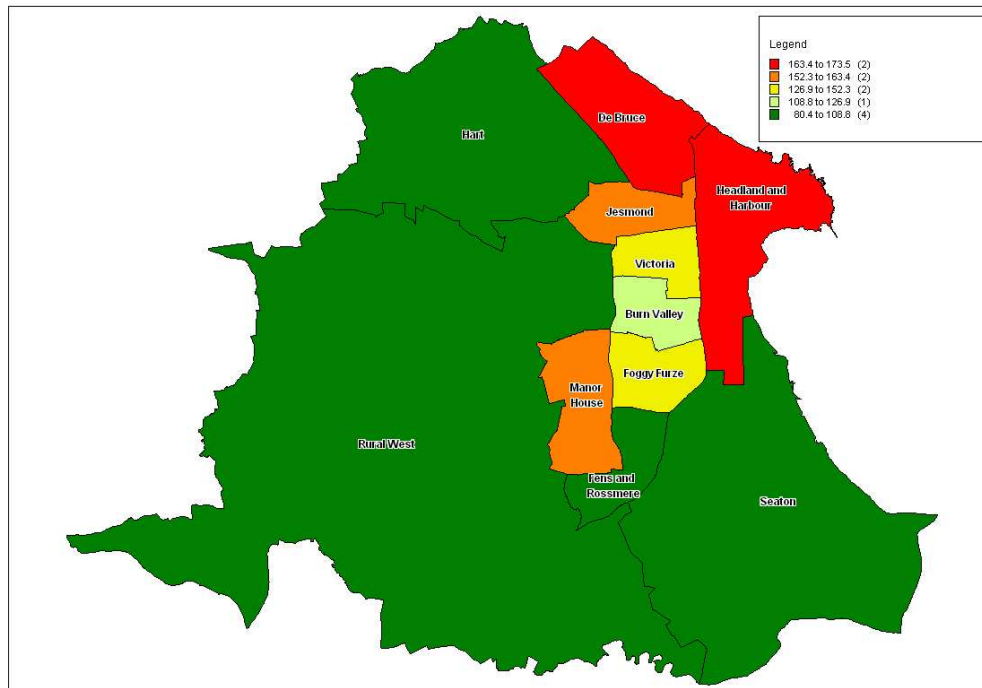 Legend
163.4 to 173.5 (2)
152.3 to 163.4 (2)
126.9 to 152.3 (2)
108.8 to 126.9 (1)
80.4 to 108.8 (4)
De Bruce
Hart
Headland and
Harbour
Jesmond
Victoria
Burn Valley
Foggy Furze
Manor
House
Rural West
Fens and
Rossmere
Seaton